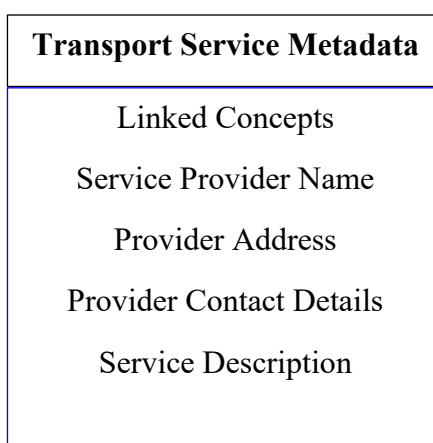 Transport Service Metadata
Linked Concepts
Service Provider Name
Provider Address
Provider Contact Details
Service Description